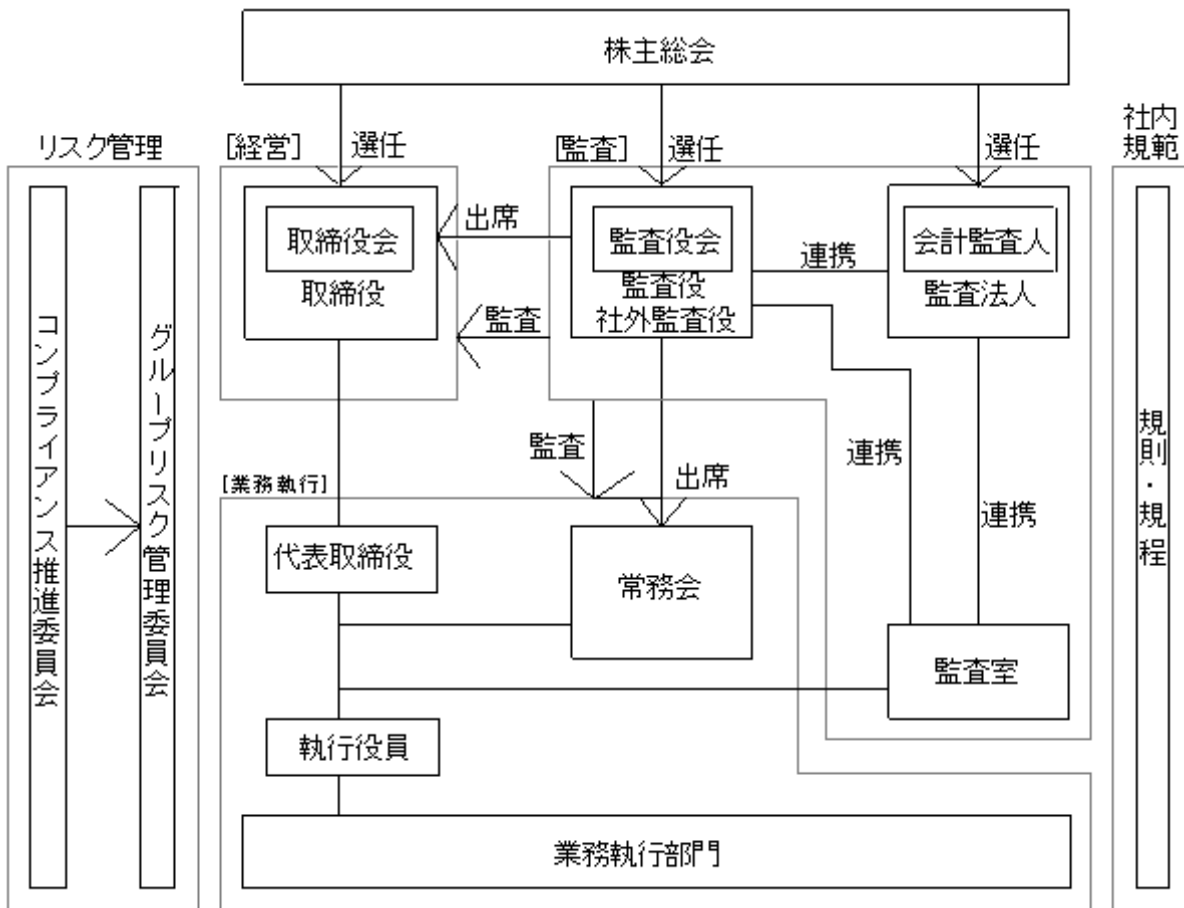 株主総会
リスク管理
[経営]
選任
[監査]
選任
選任
社内
規範
取締役会
取締役
出席
監査役会
監査役
社外監査役
連携
会計監査人
監査法人
監査
コンプライアンス推進委員会
グループリスク管理委員会
規則・規程
監査
出席
連携
連携
[業務執行]
代表取締役
常務会
監査室
執行役員
業務執行部門